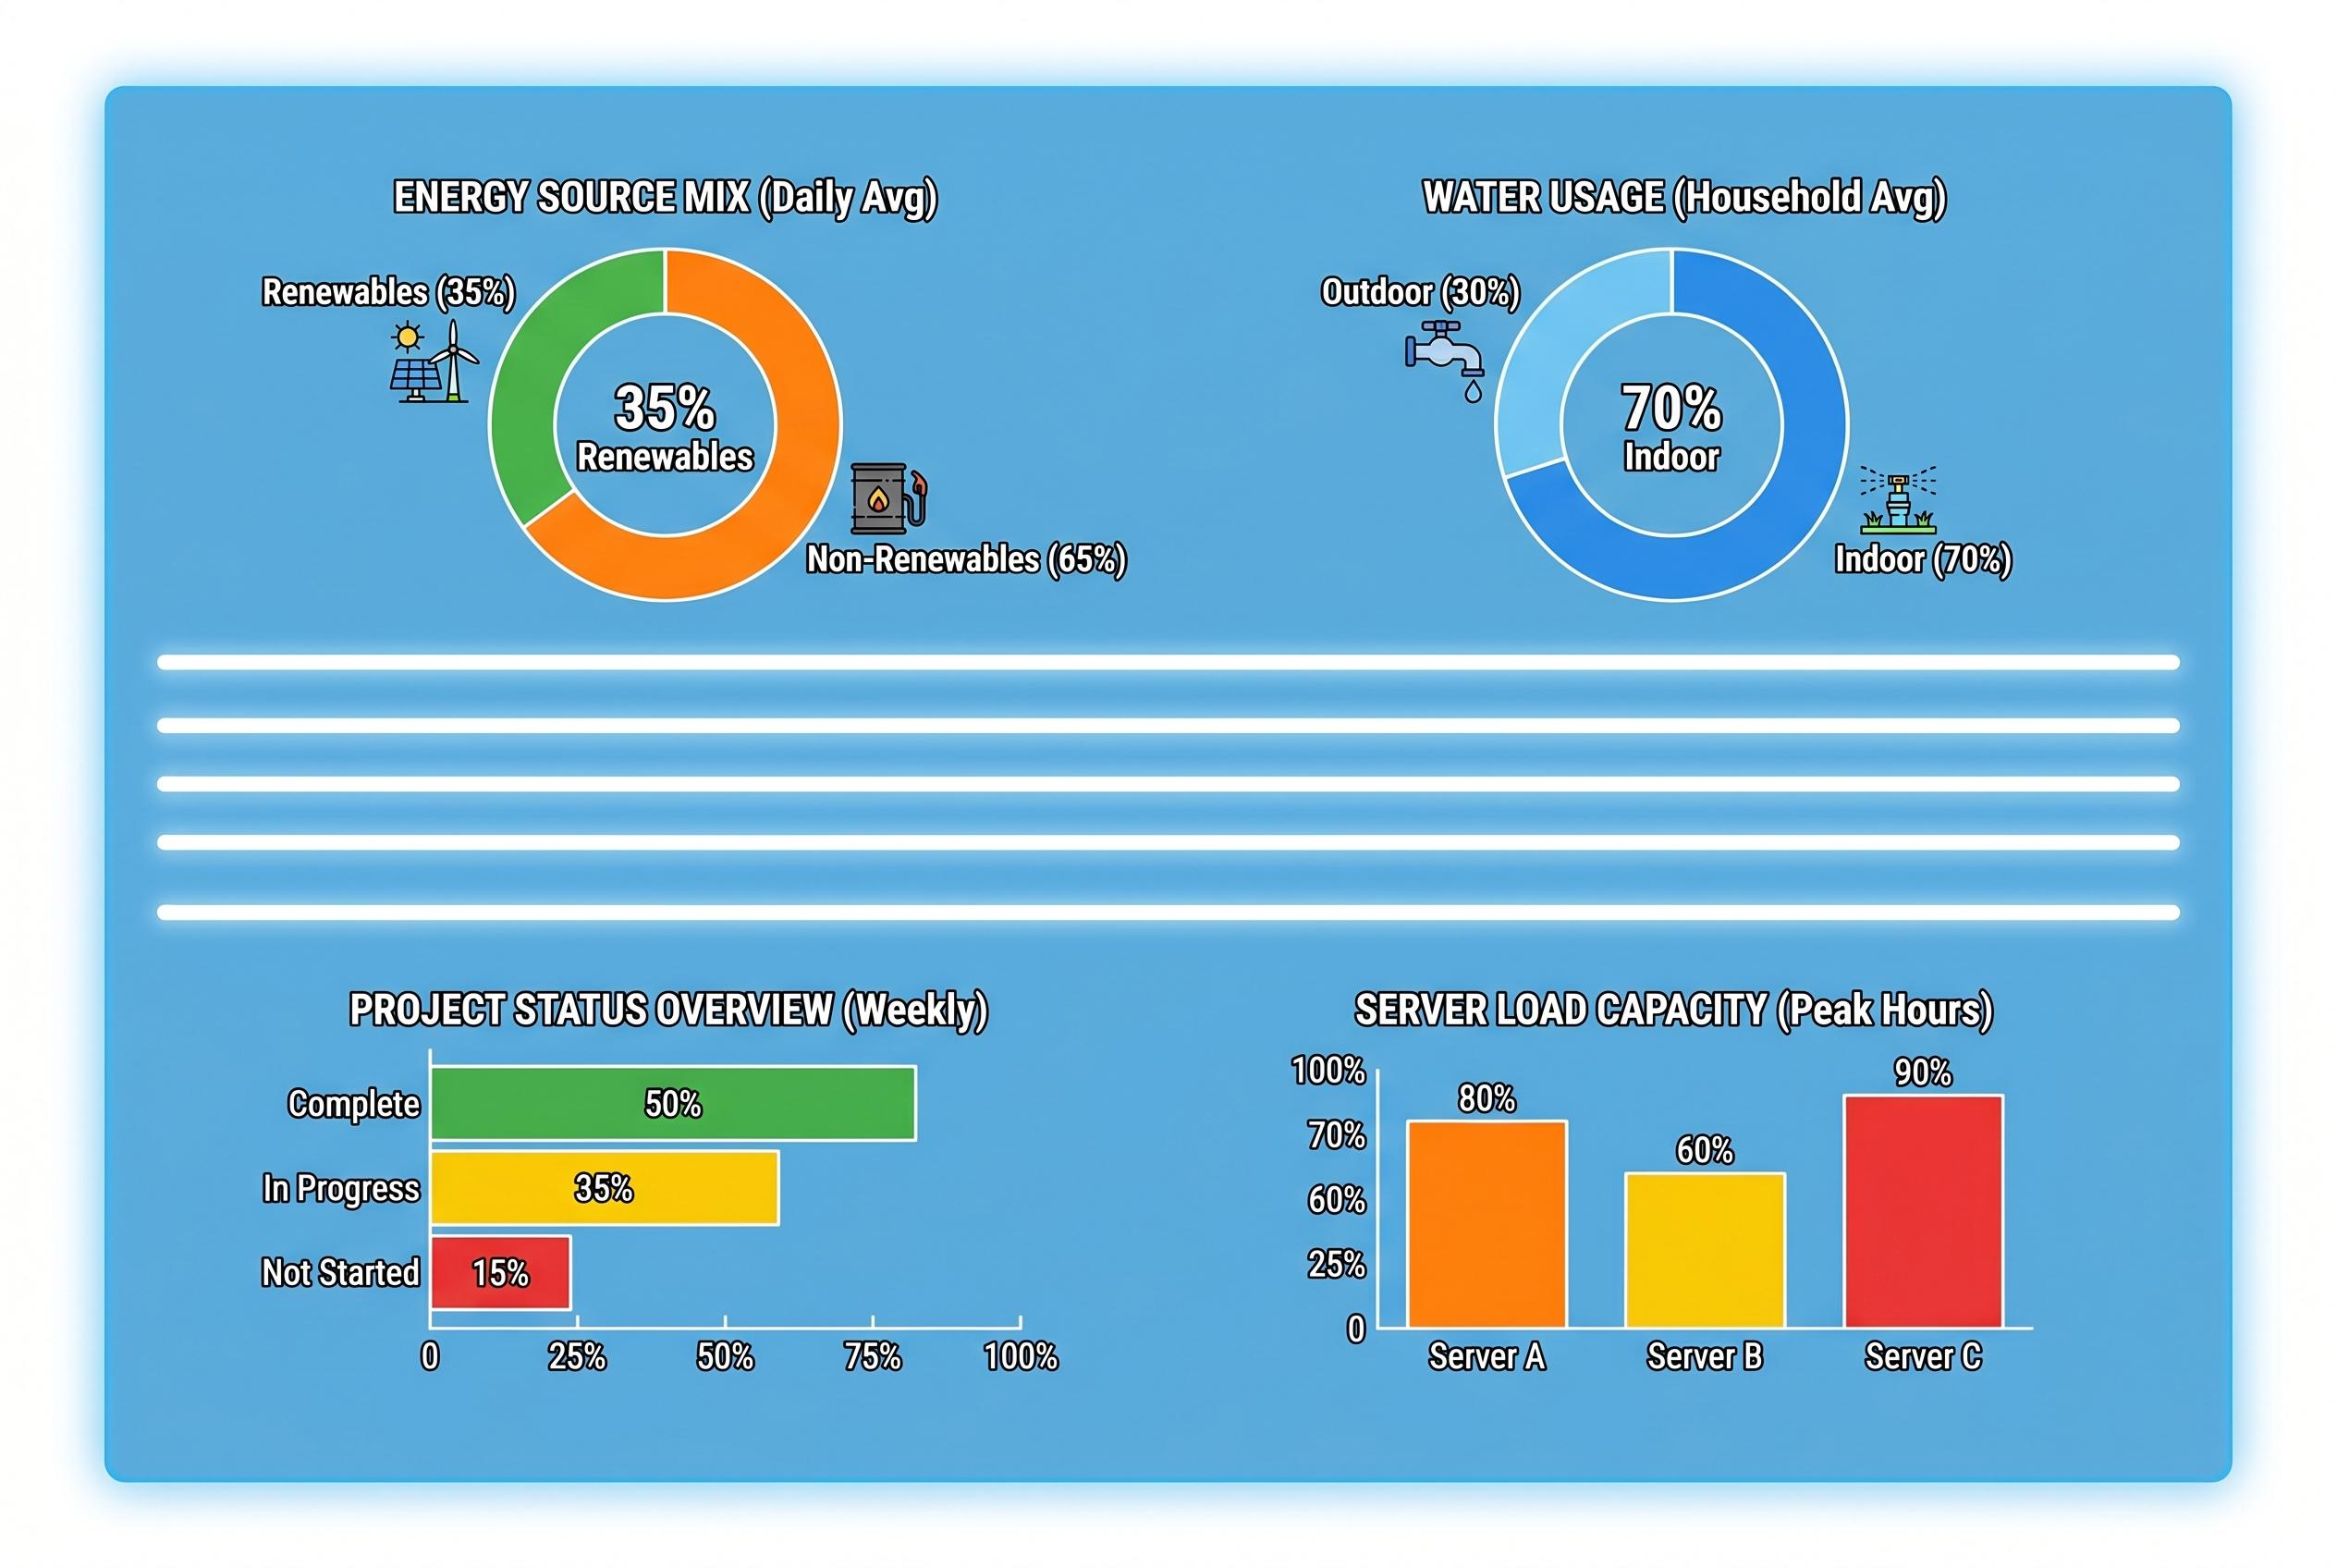 ENERGY SOURCE MIX (Daily Avg)
Renewables (35%)
35%
Renewables
Non-Renewables (65%)
WATER USAGE (Household Avg)
Outdoor (30%)
70%
Indoor
Indoor (70%)
PROJECT STATUS OVERVIEW (Weekly)
Complete
50%
In Progress
35%
Not Started
15%
0 25% 50% 75% 100%
SERVER LOAD CAPACITY (Peak Hours)
100%
70%
60%
25%
0
80%
60%
90%
Server A Server B Server C